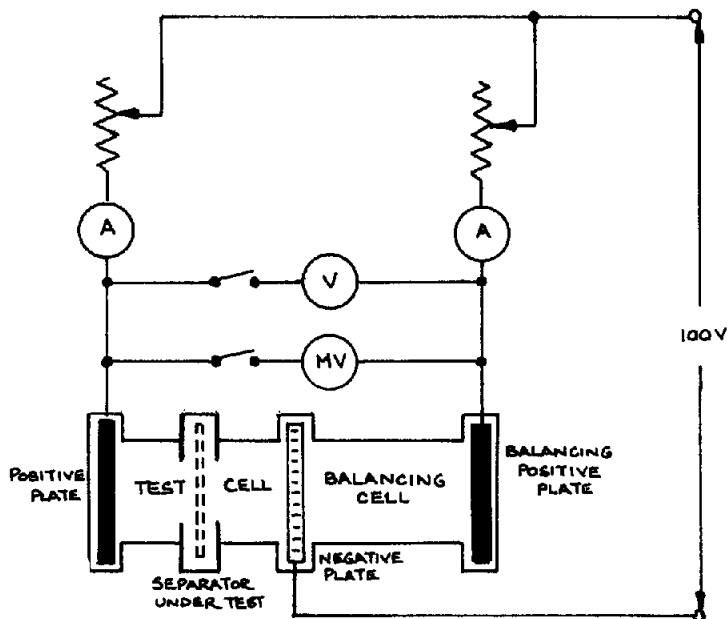 A
A
V
MV
100V
POSITIVE
PLATE
TEST
CELL
BALANCING
CELL
BALANCING
POSITIVE
PLATE
SEPARATOR
UNDER TEST
NEGATIVE
PLATE